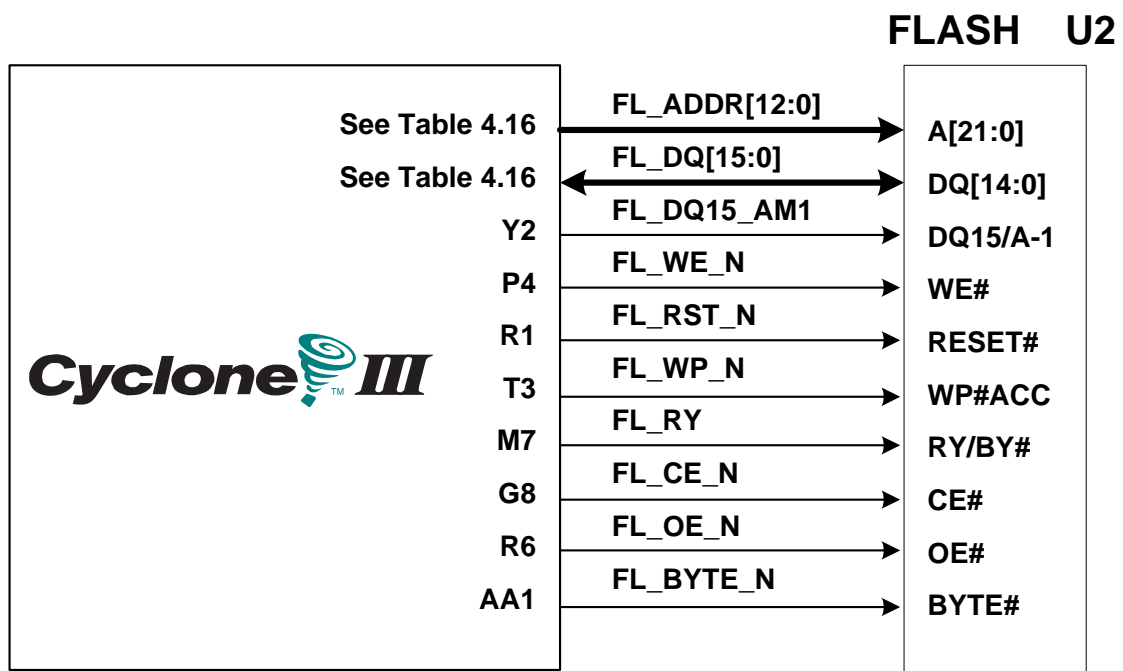 FLASH U2
See Table 4.16 FL_ADDR[12:0] A[21:0]
See Table 4.16 FL_DQ[15:0] DQ[14:0]
Y2 FL_DQ15_AM1 DQ15/A-1
P4 FL_WE_N WE#
R1 FL_RST_N RESET#
T3 FL_WP_N WP#ACC
M7 FL_RY RY/BY#
G8 FL_CE_N CE#
R6 FL_OE_N OE#
AA1 FL_BYTE_N BYTE#
Cyclone TM III